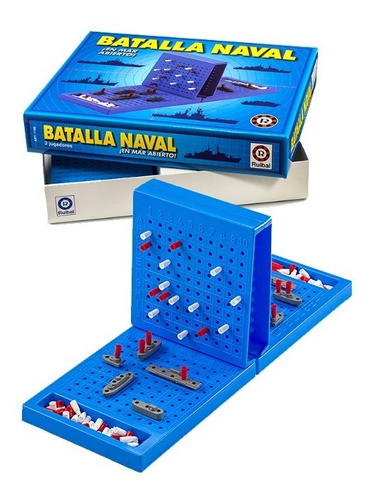 BATALLA NAVAL
¡EN MAR ABIERTO!
R
Ruibal
BATALLA NAVAL
2 jugadores
¡EN MAR ABIERTO!
R
Ruibal
R
Ruibal
1 2 3 4 5 6 7 8 9 10